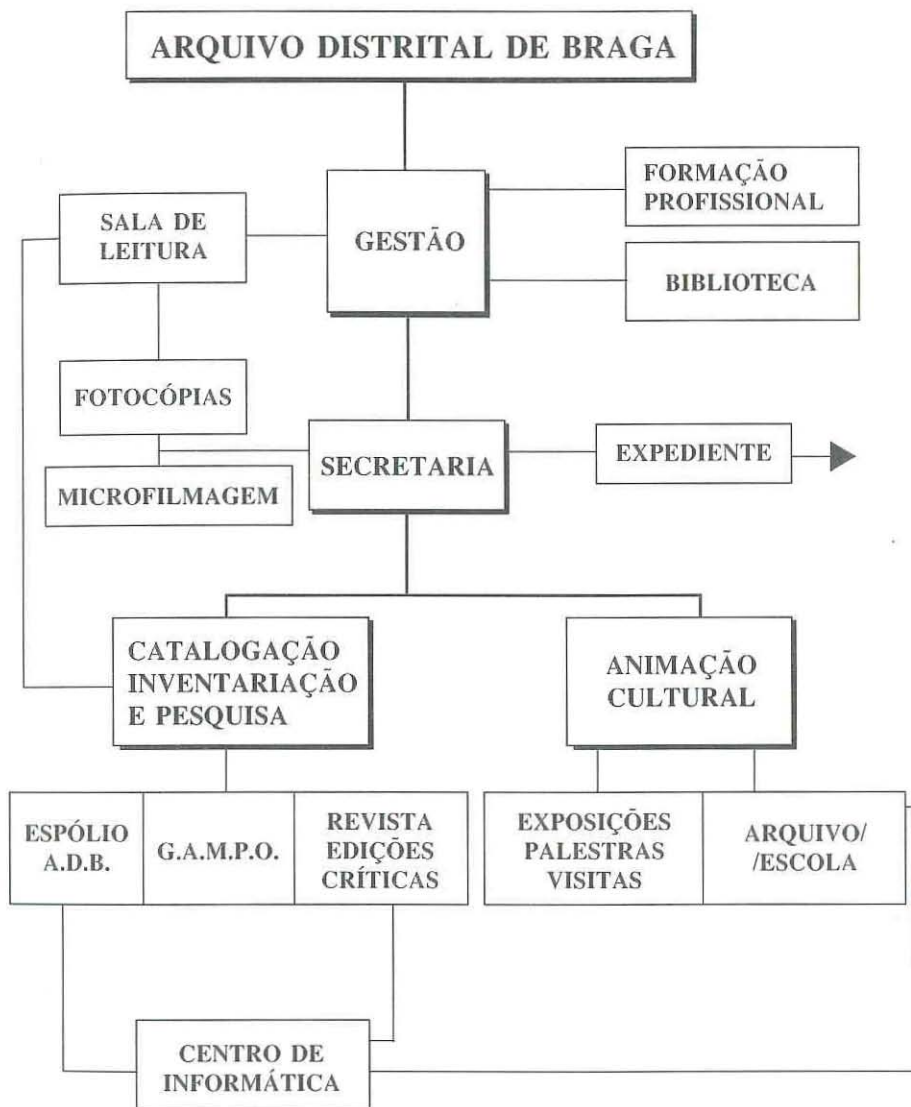 ARQUIVO DISTRITAL DE BRAGA
FORMAÇÃO
PROFISSIONAL
SALA DE
LEITURA
GESTÃO
BIBLIOTECA
FOTOCÓPIAS
SECRETARIA
EXPEDIENTE
MICROFILMAGEM
CATALOGAÇÃO
INVENTARIAÇÃO
E PESQUISA
ANIMAÇÃO
CULTURAL
ESPÓLIO
A.D.B.
G.A.M.P.O.
REVISTA
EDIÇÕES
CRÍTICAS
EXPOSIÇÕES
PALESTRAS
VISITAS
ARQUIVO/
/ESCOLA
CENTRO DE
INFORMÁTICA